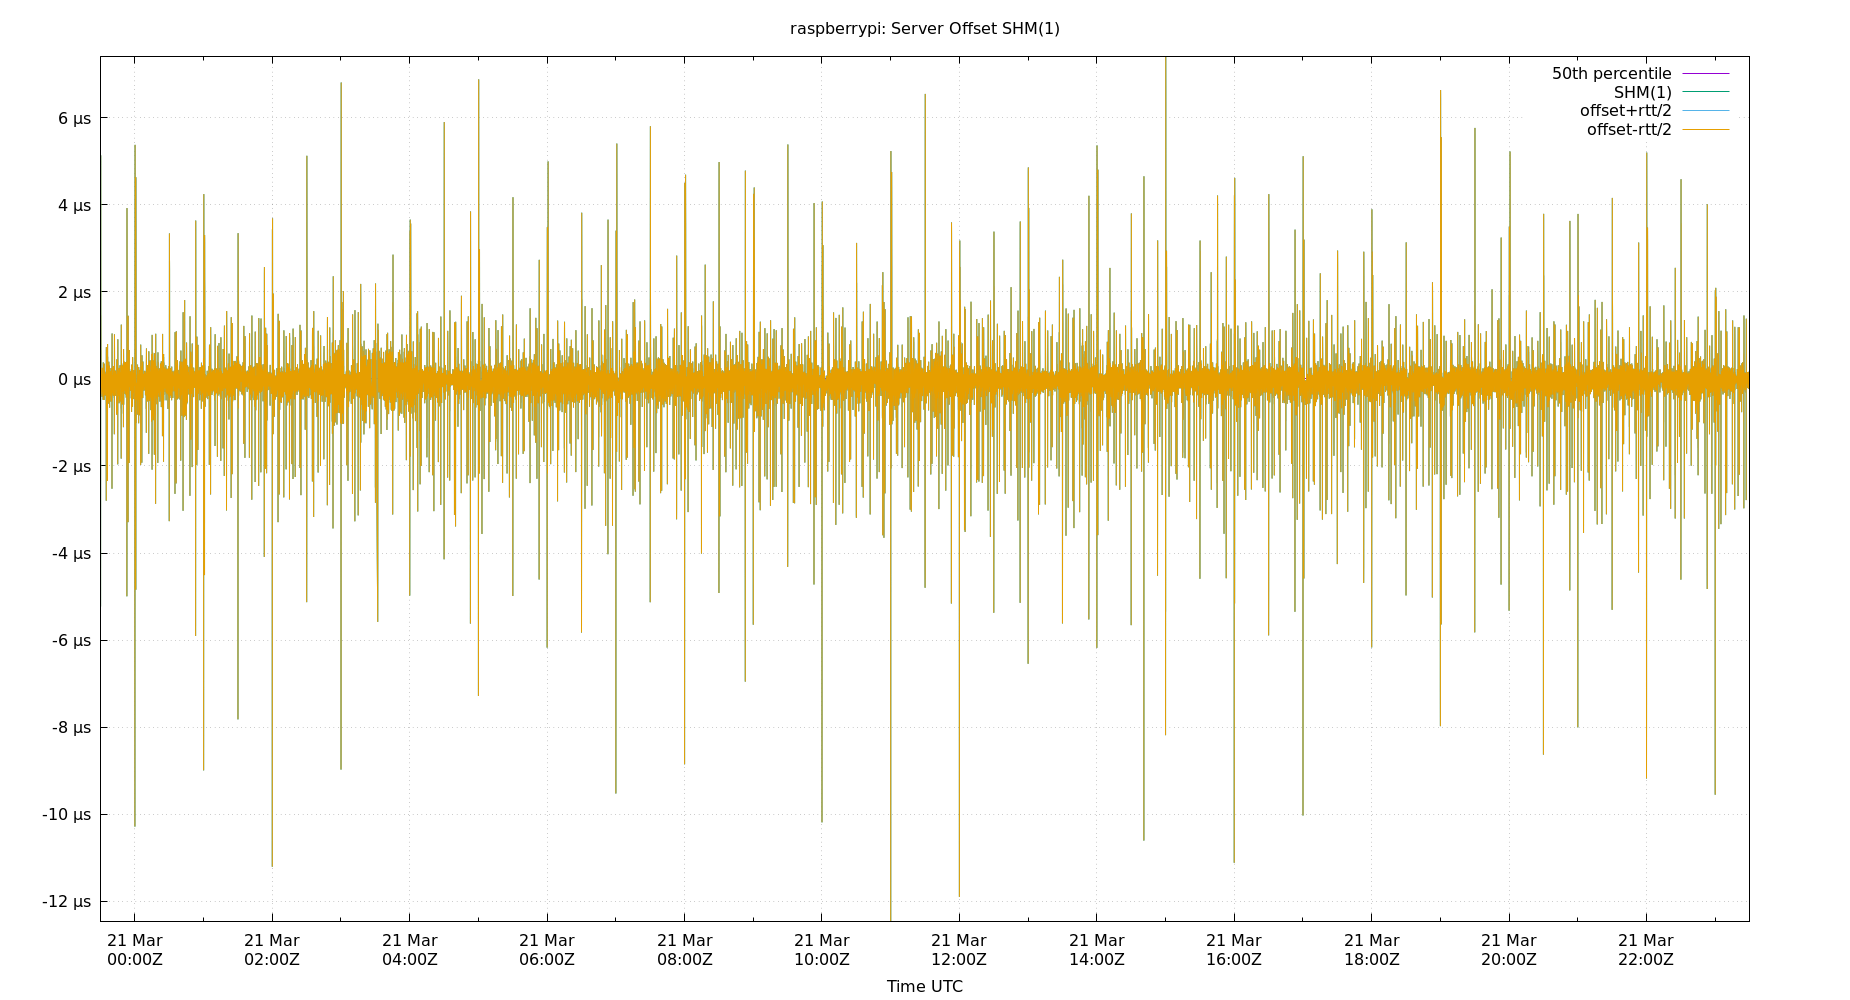 raspberrypi: Server Offset SHM(1)
50th percentile
SHM(1)
offset+rtt/2
offset-rtt/2
6 µs
4 µs
2 µs
0 µs
-2 µs
-4 µs
-6 µs
-8 µs
-10 µs
-12 µs
21 Mar 21 Mar 21 Mar 21 Mar 21 Mar 21 Mar 21 Mar 21 Mar 21 Mar 21 Mar 21 Mar 21 Mar
00:00Z 02:00Z 04:00Z 06:00Z 08:00Z 10:00Z 12:00Z 14:00Z 16:00Z 18:00Z 20:00Z 22:00Z
Time UTC